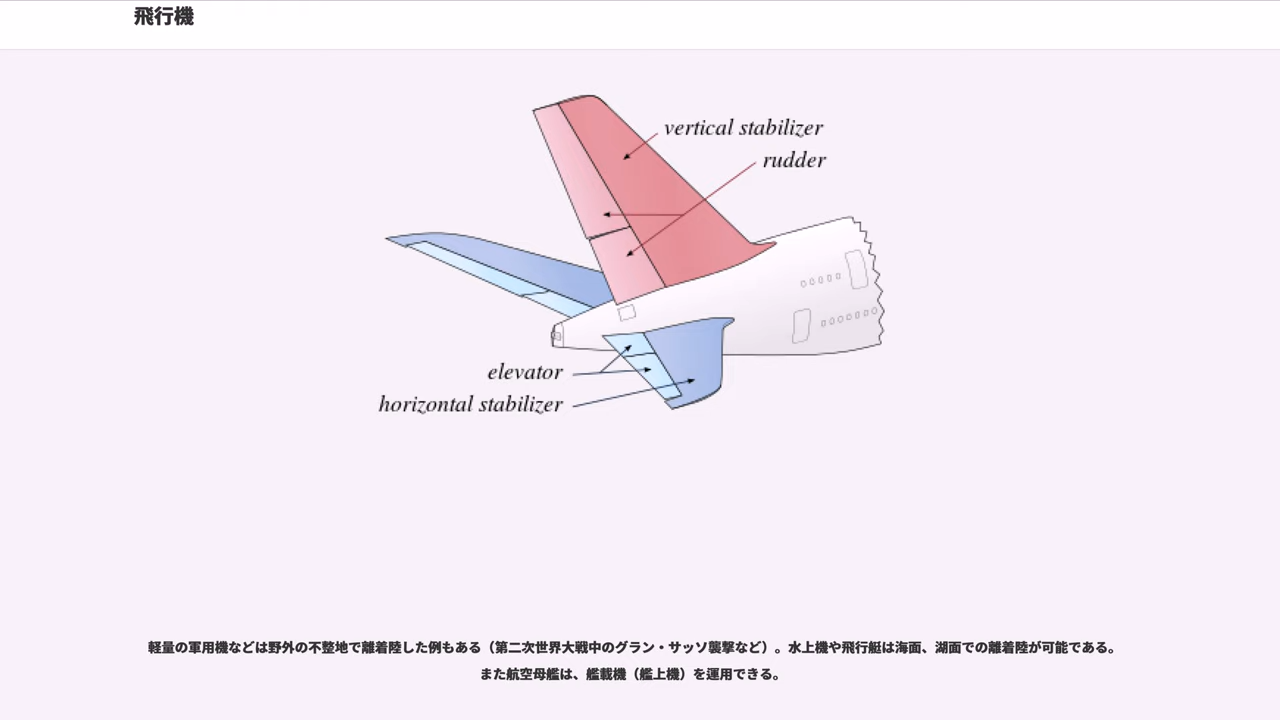 飛行機
vertical stabilizer
rudder
elevator
horizontal stabilizer
軽量の軍用機などは野外の不整地で離着陸した例もある（第二次世界大戦中のグラン・サッソ襲撃など）。水上機や飛行艇は海面、湖面での離着陸が可能である。
また航空母艦は、艦載機（艦上機）を運用できる。